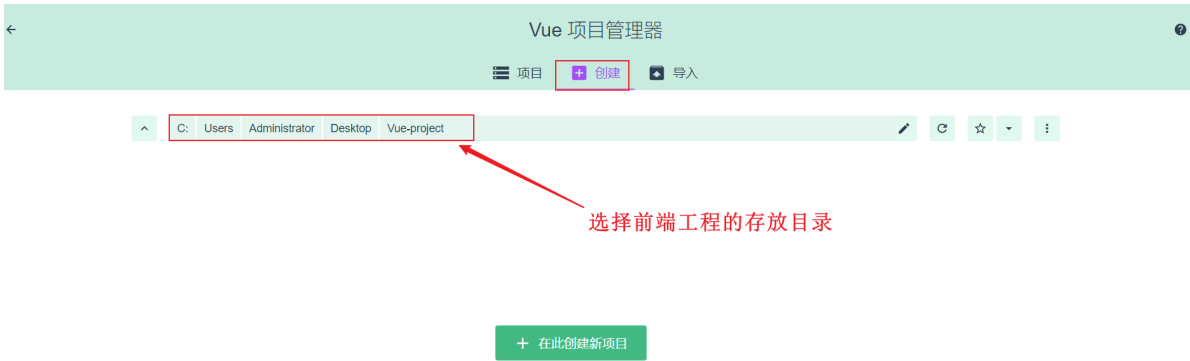 Vue 项目管理器
项目 创建 导入
C: Users Administrator Desktop Vue-project
选择前端工程的存放目录
在此创建新项目